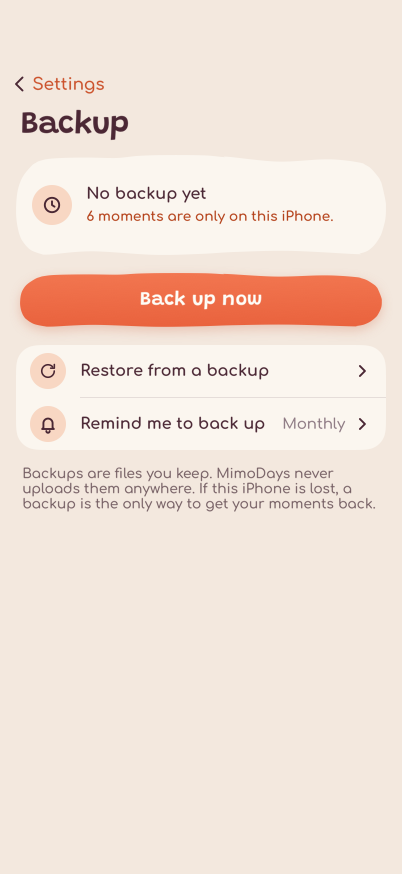 Settings
Backup
No backup yet
6 moments are only on this iPhone.
Back up now
Restore from a backup
Remind me to back up Monthly
Backups are files you keep. MimoDays never
uploads them anywhere. If this iPhone is lost, a
backup is the only way to get your moments back.